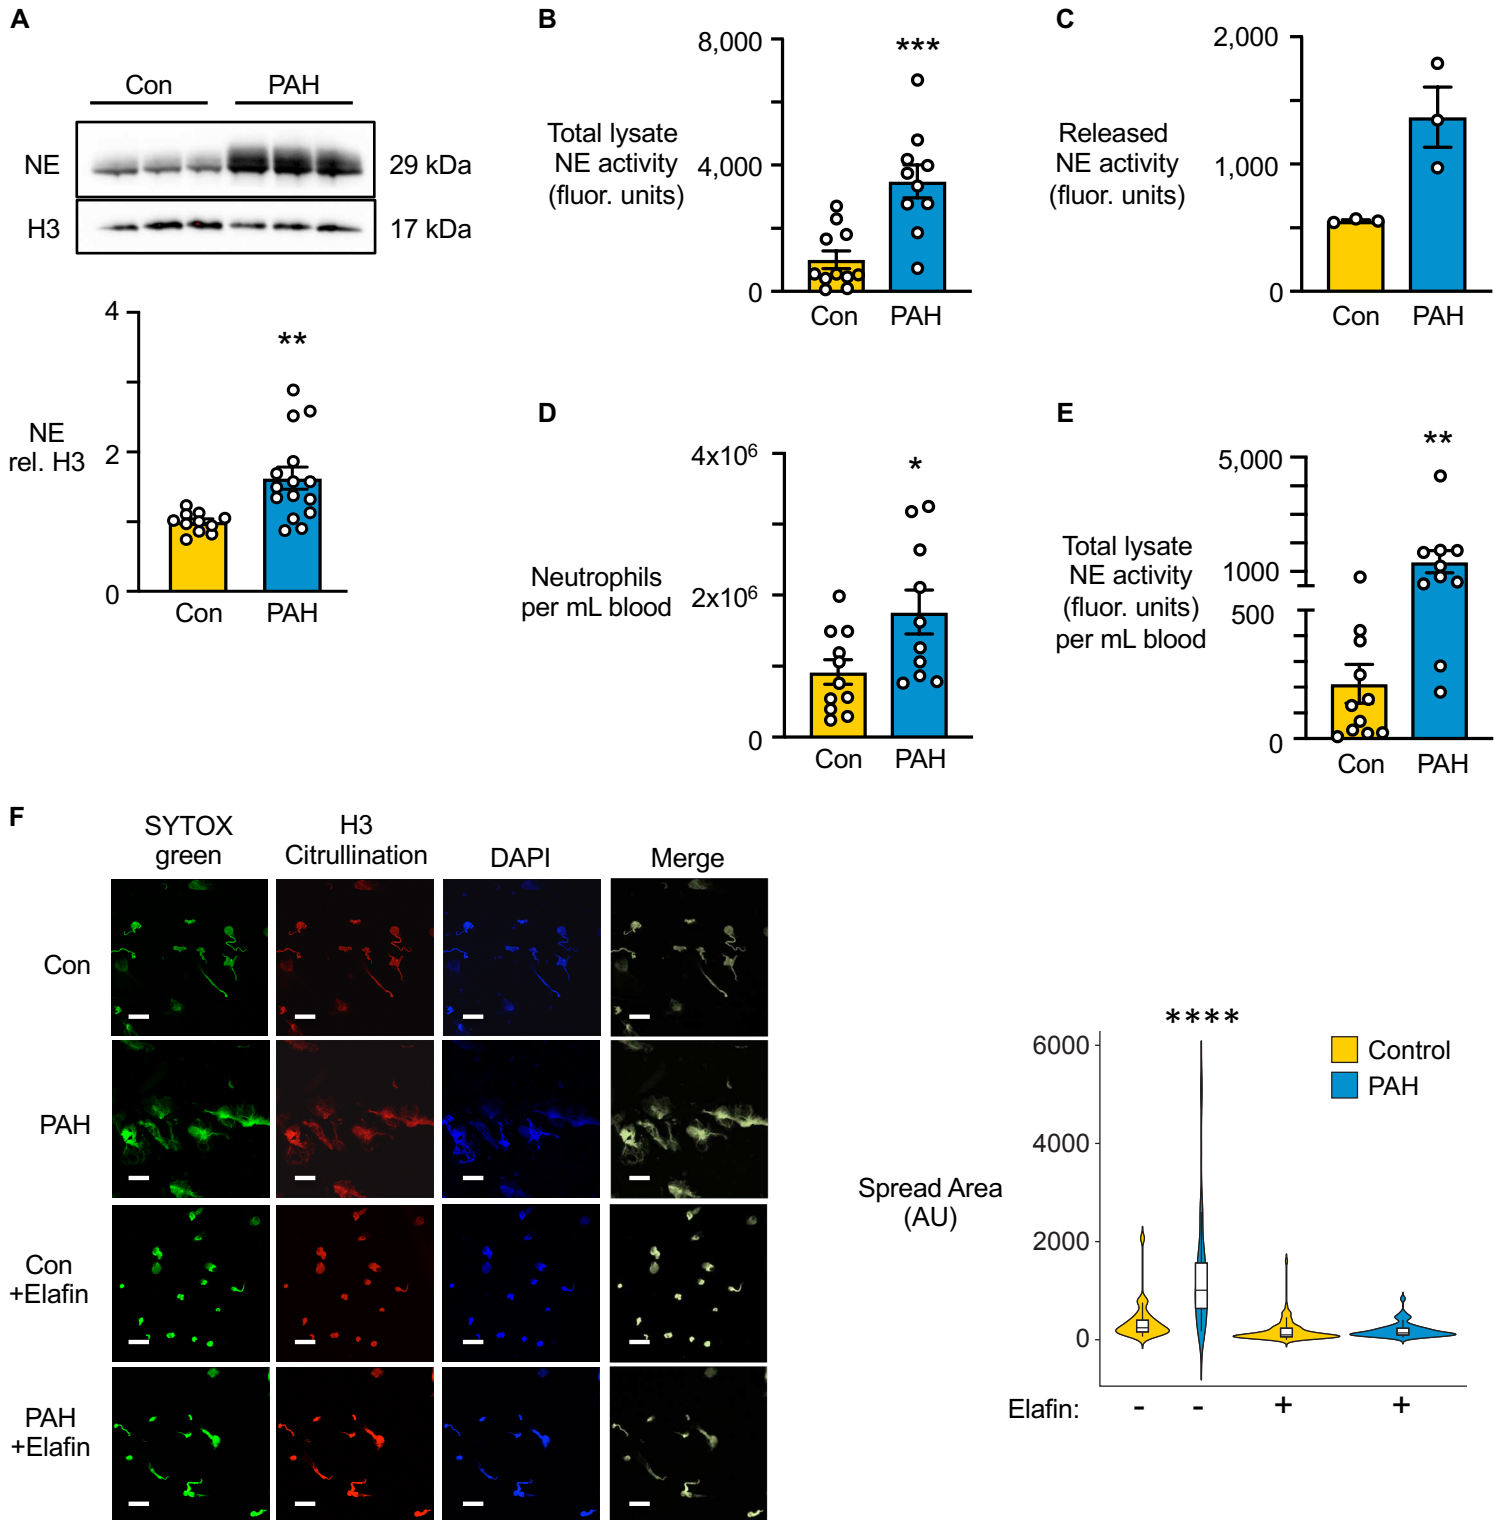 A
Con PAH
NE 29 kDa
H3 17 kDa
4
**
NE
rel. H3
2
0
Con PAH
B
8,000
***
Total lysate
NE activity
(fluor. units)
4,000
0
Con PAH
C
2,000
Released
NE activity
(fluor. units)
1,000
0
Con PAH
D
4x10⁶
*
Neutrophils
per mL blood
2x10⁶
0
Con PAH
E
**
5,000
Total lysate
NE activity
(fluor. units)
per mL blood
1000
500
0
Con PAH
F
SYTOX
green
H3
Citrullination
DAPI
Merge
Con
PAH
Con
+Elafin
PAH
+Elafin
****
6000
Control
PAH
4000
Spread Area
(AU)
2000
0
Elafin: - - + +